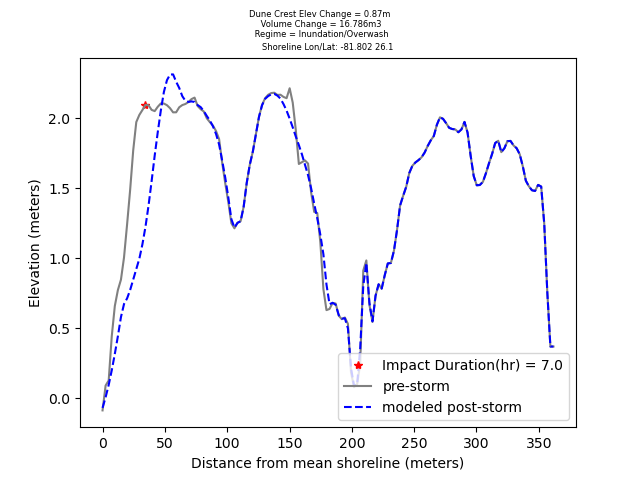 Dune Crest Elev Change = 0.87m
Volume Change = 16.786m3
Regime = Inundation/Overwash
Shoreline Lon/Lat: -81.802 26.1
2.0
1.5
1.0
0.5
0.0
Elevation (meters)
Impact Duration(hr) = 7.0
pre-storm
modeled post-storm
0 50 100 150 200 250 300 350
Distance from mean shoreline (meters)